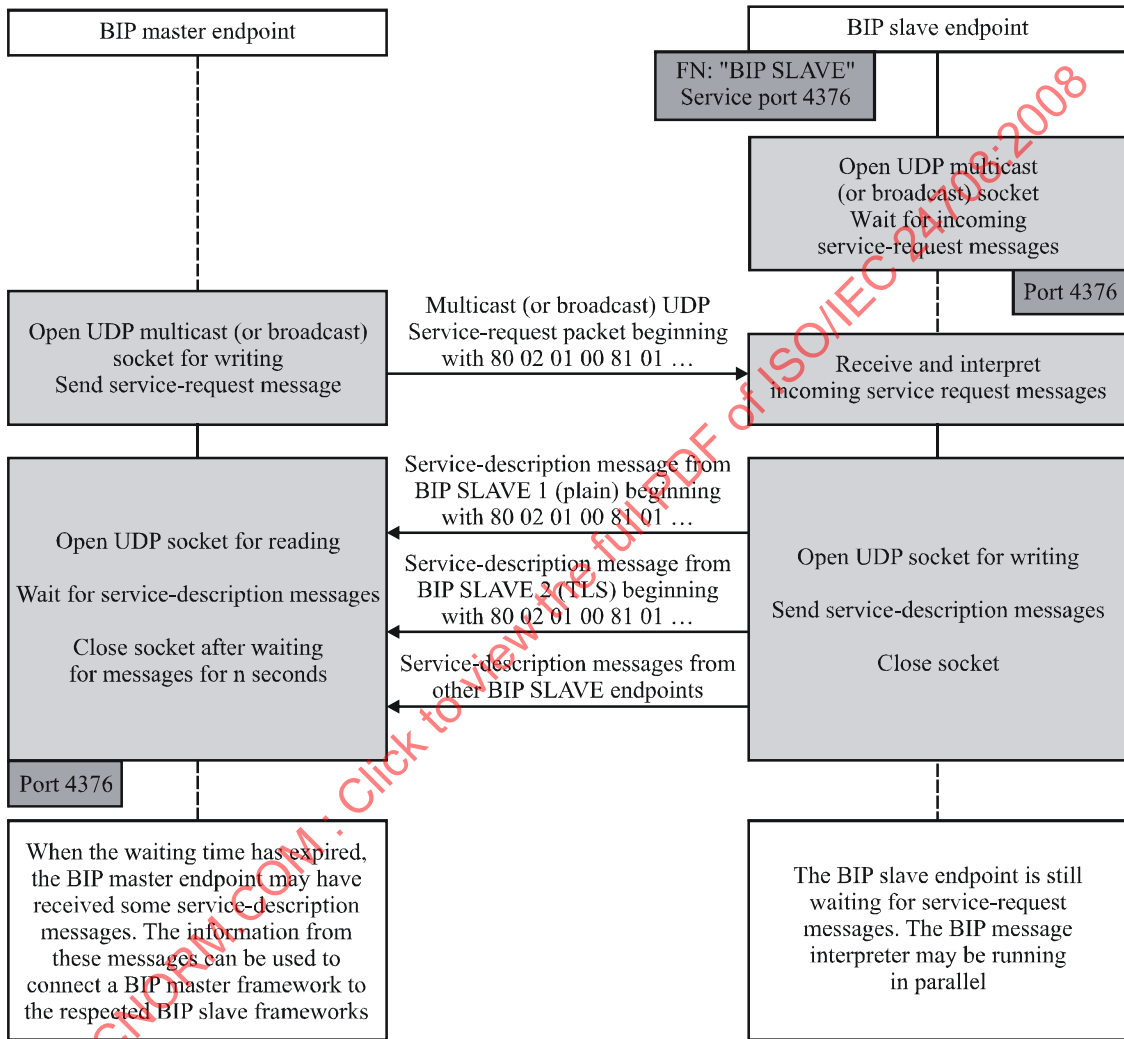 BIP master endpoint
BIP slave endpoint
FN: "BIP SLAVE"
Service port 4376
Open UDP multicast
(or broadcast) socket
Wait for incoming
service-request messages
Port 4376
Open UDP multicast (or broadcast)
socket for writing
Send service-request message
Multicast (or broadcast) UDP
Service-request packet beginning
with 80 02 01 00 81 01 …
Receive and interpret
incoming service request messages
Service-description message from
BIP SLAVE 1 (plain) beginning
with 80 02 01 00 81 01 …
Service-description message from
BIP SLAVE 2 (TLS) beginning
with 80 02 01 00 81 01 …
Service-description messages from
other BIP SLAVE endpoints
Open UDP socket for reading
Wait for service-description messages
Close socket after waiting
for messages for n seconds
Port 4376
Open UDP socket for writing
Send service-description messages
Close socket
When the waiting time has expired,
the BIP master endpoint may have
received some service-description
messages. The information from
these messages can be used to
connect a BIP master framework to
the respected BIP slave frameworks
The BIP slave endpoint is still
waiting for service-request
messages. The BIP message
interpreter may be running
in parallel
CNORM.COM : Click to view the full PDF of ISO/IEC 24708:2008